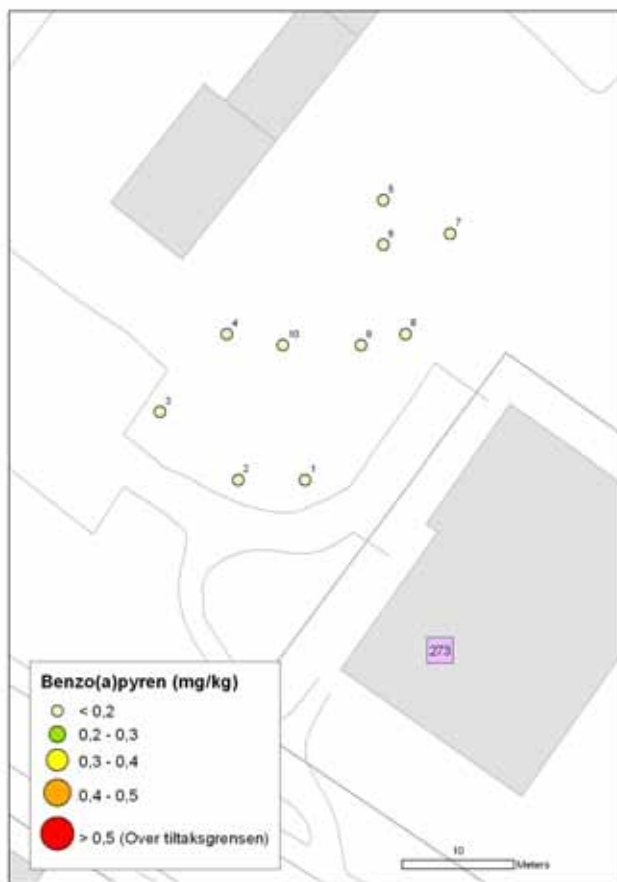 5
7
6
4
10
9
8
3
2
1
273
Benzo(a)pyren (mg/kg)
< 0,2
0,2 - 0,3
0,3 - 0,4
0,4 - 0,5
> 0,5 (Over tiltaksgrensen)
10
Meters